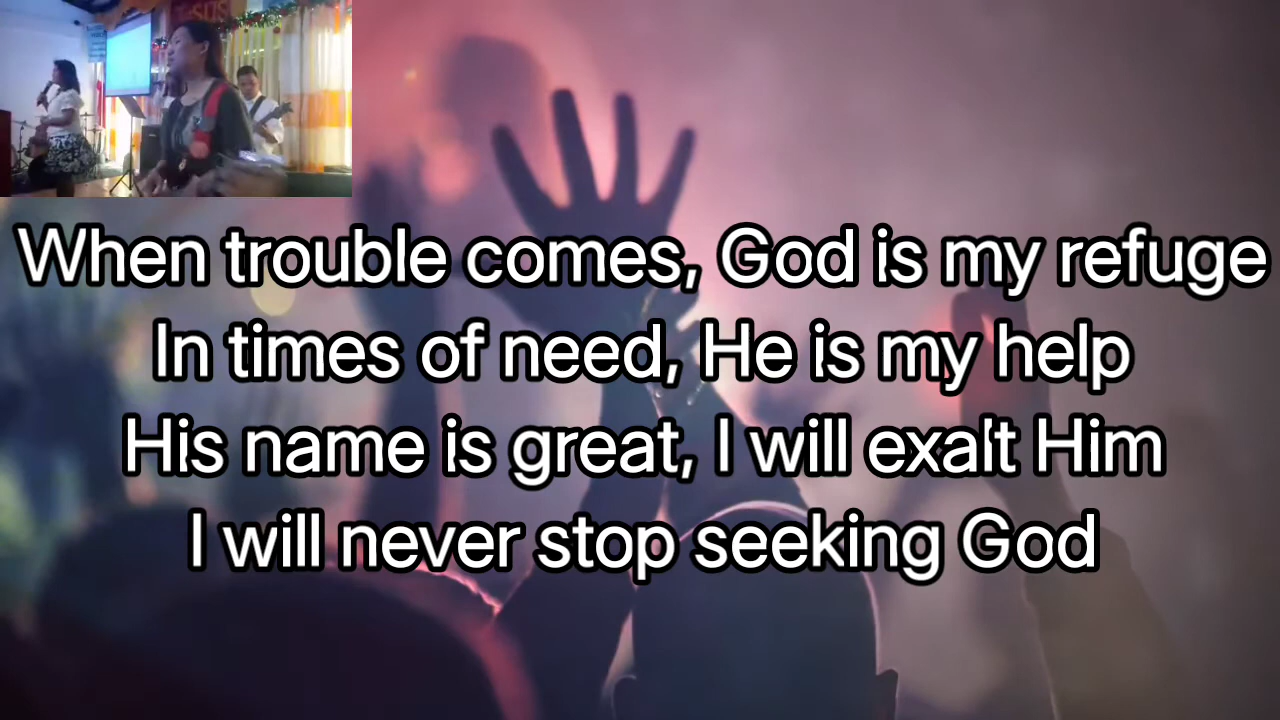 When trouble comes, God is my refuge
In times of need, He is my help
His name is great, I will exalt Him
I will never stop seeking God